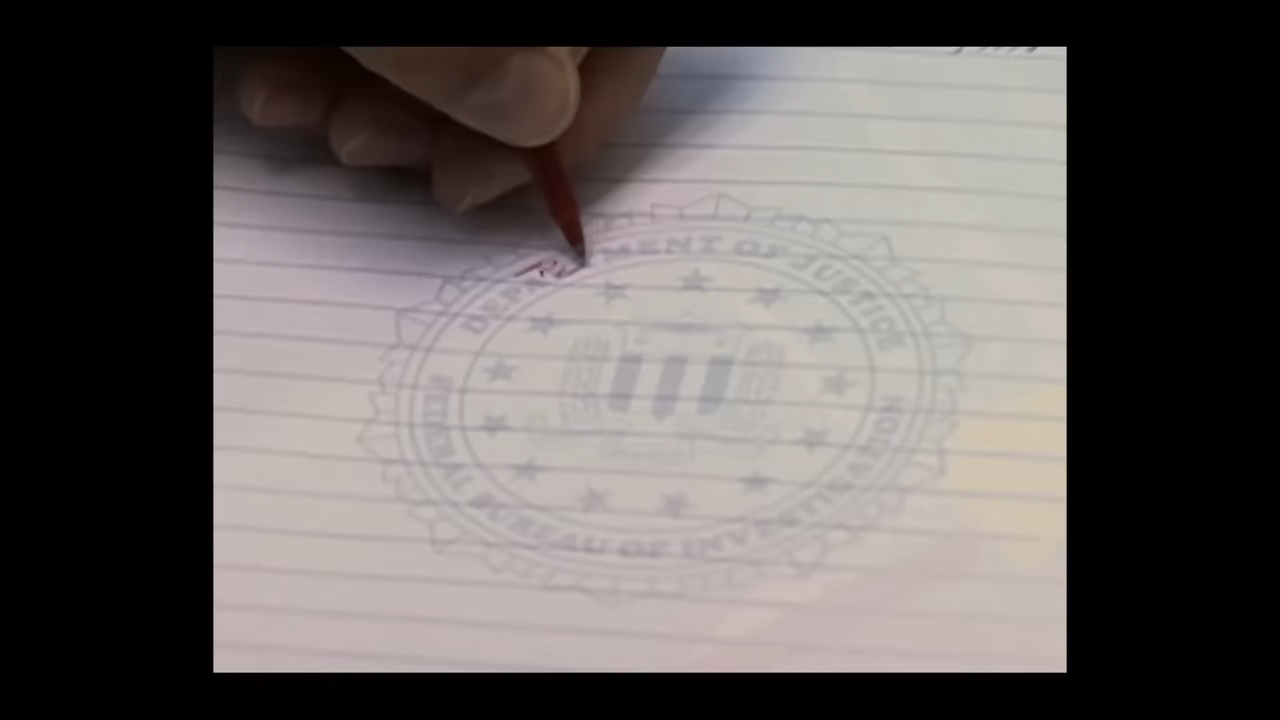 DEPARTMENT OF JUSTICE
FEDERAL BUREAU OF INVESTIGATION